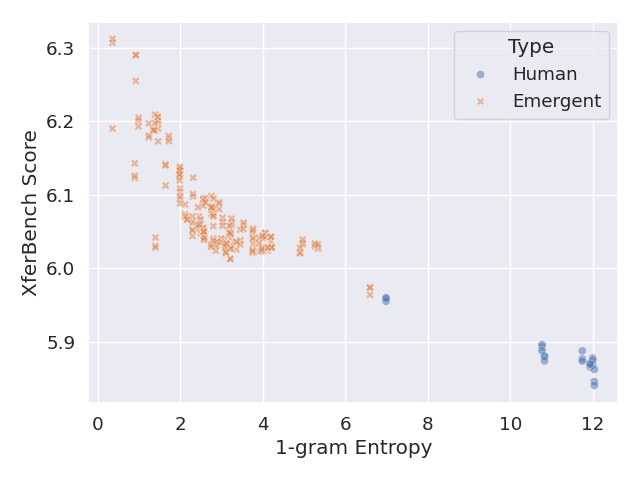 6.3
6.2
6.1
6.0
5.9
XferBench Score
0 2 4 6 8 10 12
1-gram Entropy
Type
Human
Emergent